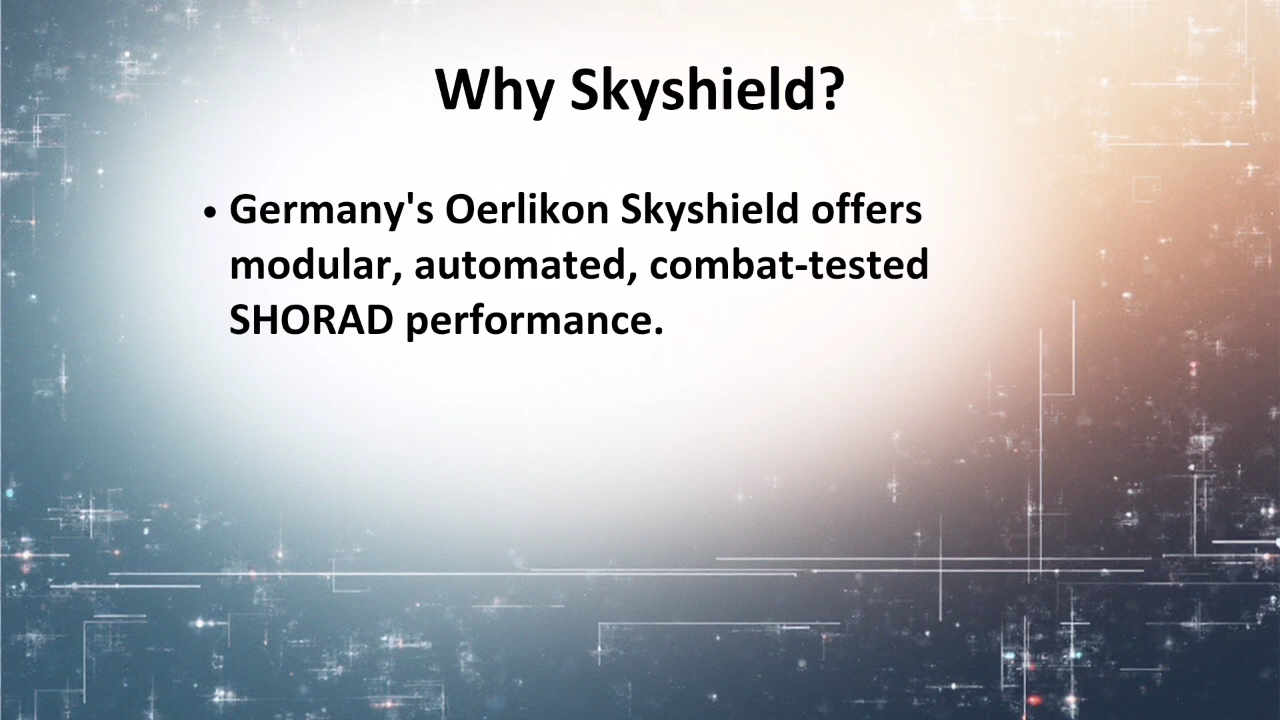 Why Skyshield?
• Germany's Oerlikon Skyshield offers
modular, automated, combat-tested
SHORAD performance.